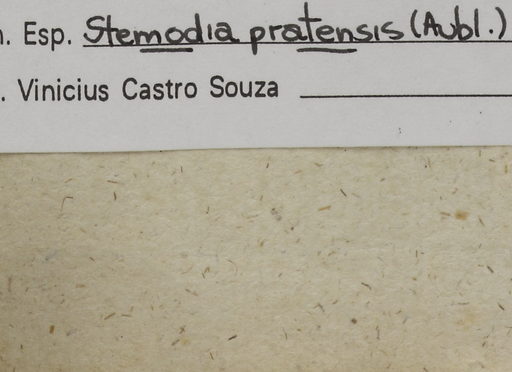 . Esp. Stemodia pratensis (Aubl.)
. Vinicius Castro Souza